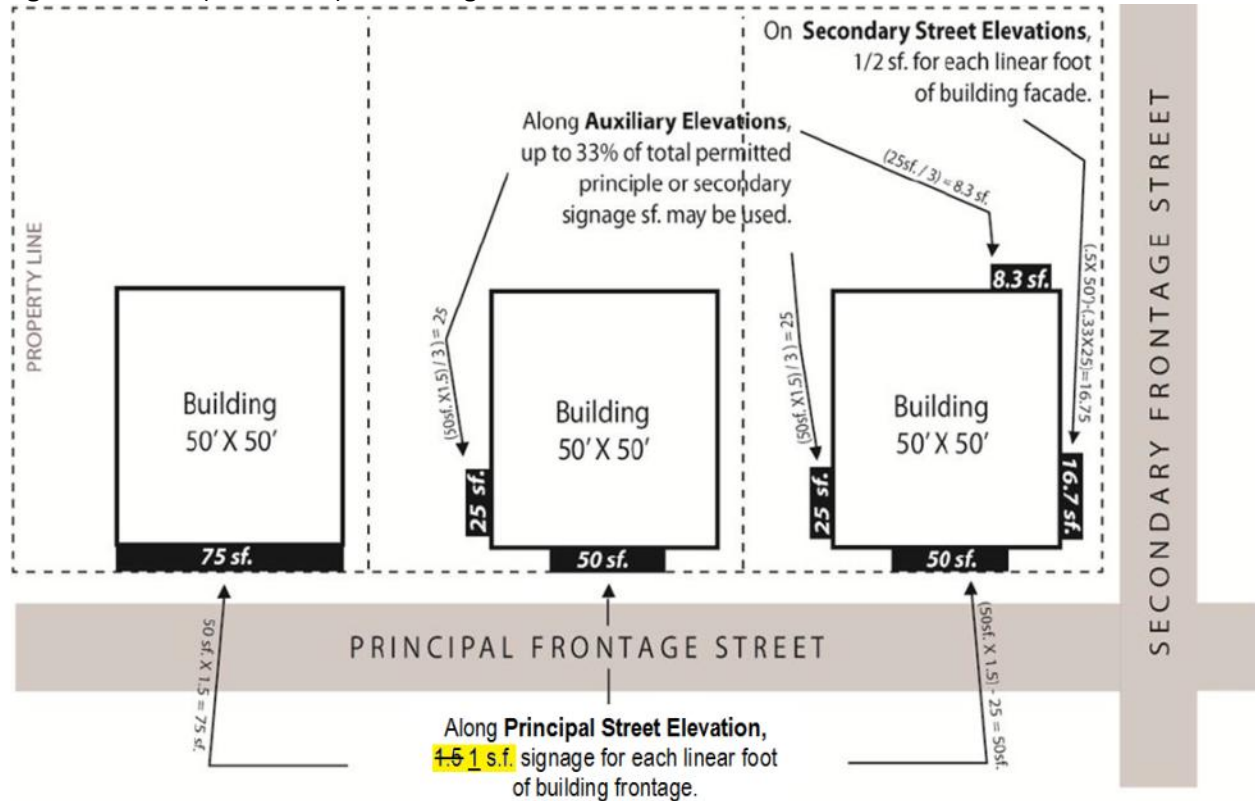 On Secondary Street Elevations,
1/2 sf. for each linear foot
of building facade.
Along Auxiliary Elevations,
up to 33% of total permitted
principle or secondary
signage sf. may be used.
(25sf. / 3) = 8.3 sf.
(.5X 50')-(.33X25)=16.75
SECONDARY FRONTAGE STREET
PROPERTY LINE
8.3 sf.
(50sf. X1.5) / 3 ) = 25
(50sf. X1.5) / 3 ) = 25
Building
50' X 50'
Building
50' X 50'
Building
50' X 50'
25 sf.
25 sf.
16.7 sf.
75 sf.
50 sf.
50 sf.
PRINCIPAL FRONTAGE STREET
50 sf. X 1.5 = 75 sf.
(50sf. X 1.5) - 25 = 50sf.
Along Principal Street Elevation,
1.5 1 s.f. signage for each linear foot
of building frontage.